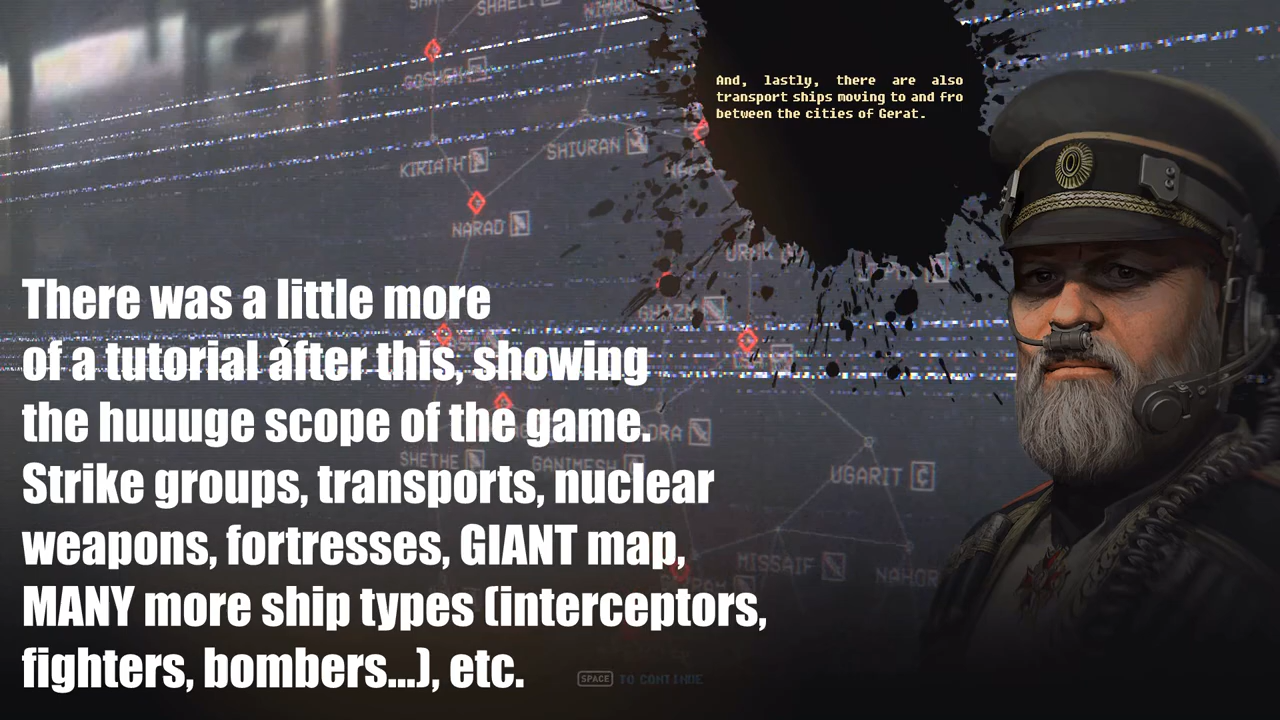 SHAELI
NIMRUD
GOSHEN
And, lastly, there are also
transport ships moving to and fro
between the cities of Gerat.
SHIVRAN
KIRIATH
NARAD
URAK
There was a little more
of a tutorial after this, showing
the huuuge scope of the game.
SHETHE
GANIMESH
UGARIT
Strike groups, transports, nuclear
weapons, fortresses, GIANT map,
MISSAIF
NAHOR
MANY more ship types (interceptors,
fighters, bombers...), etc.
SPACE TO CONTINUE